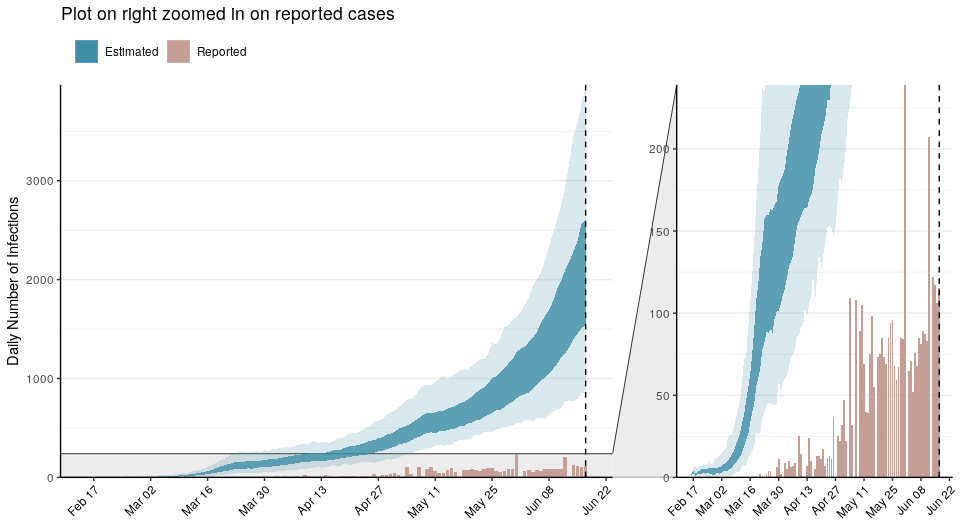 Plot on right zoomed in on reported cases
Estimated Reported
Daily Number of Infections
3000
2000
1000
0
Feb 17 Mar 02 Mar 16 Mar 30 Apr 13 Apr 27 May 11 May 25 Jun 08 Jun 22
200
150
100
50
0
Feb 17 Mar 02 Mar 16 Mar 30 Apr 13 Apr 27 May 11 May 25 Jun 08 Jun 22